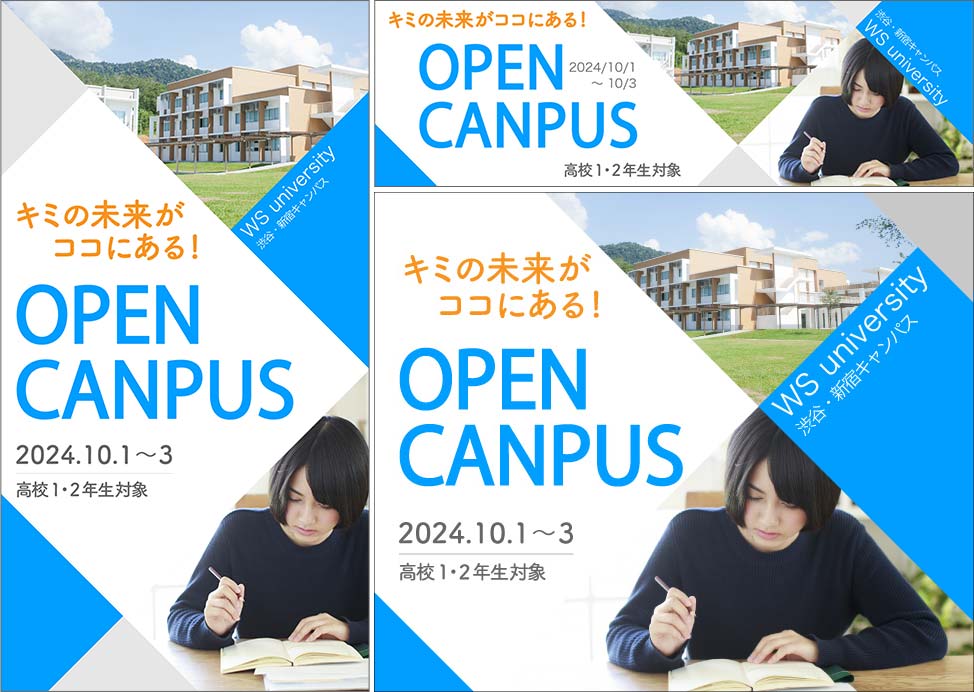 キミの未来が
ココにある！
OPEN
CANPUS
2024.10.1～3
高校1・2年生対象
WS university
渋谷・新宿キャンパス
キミの未来がココにある！
OPEN
CANPUS
2024/10/1
～ 10/3
高校1・2年生対象
渋谷・新宿キャンパス
WS university
キミの未来が
ココにある！
OPEN
CANPUS
2024.10.1～3
高校1・2年生対象
WS university
渋谷・新宿キャンパス